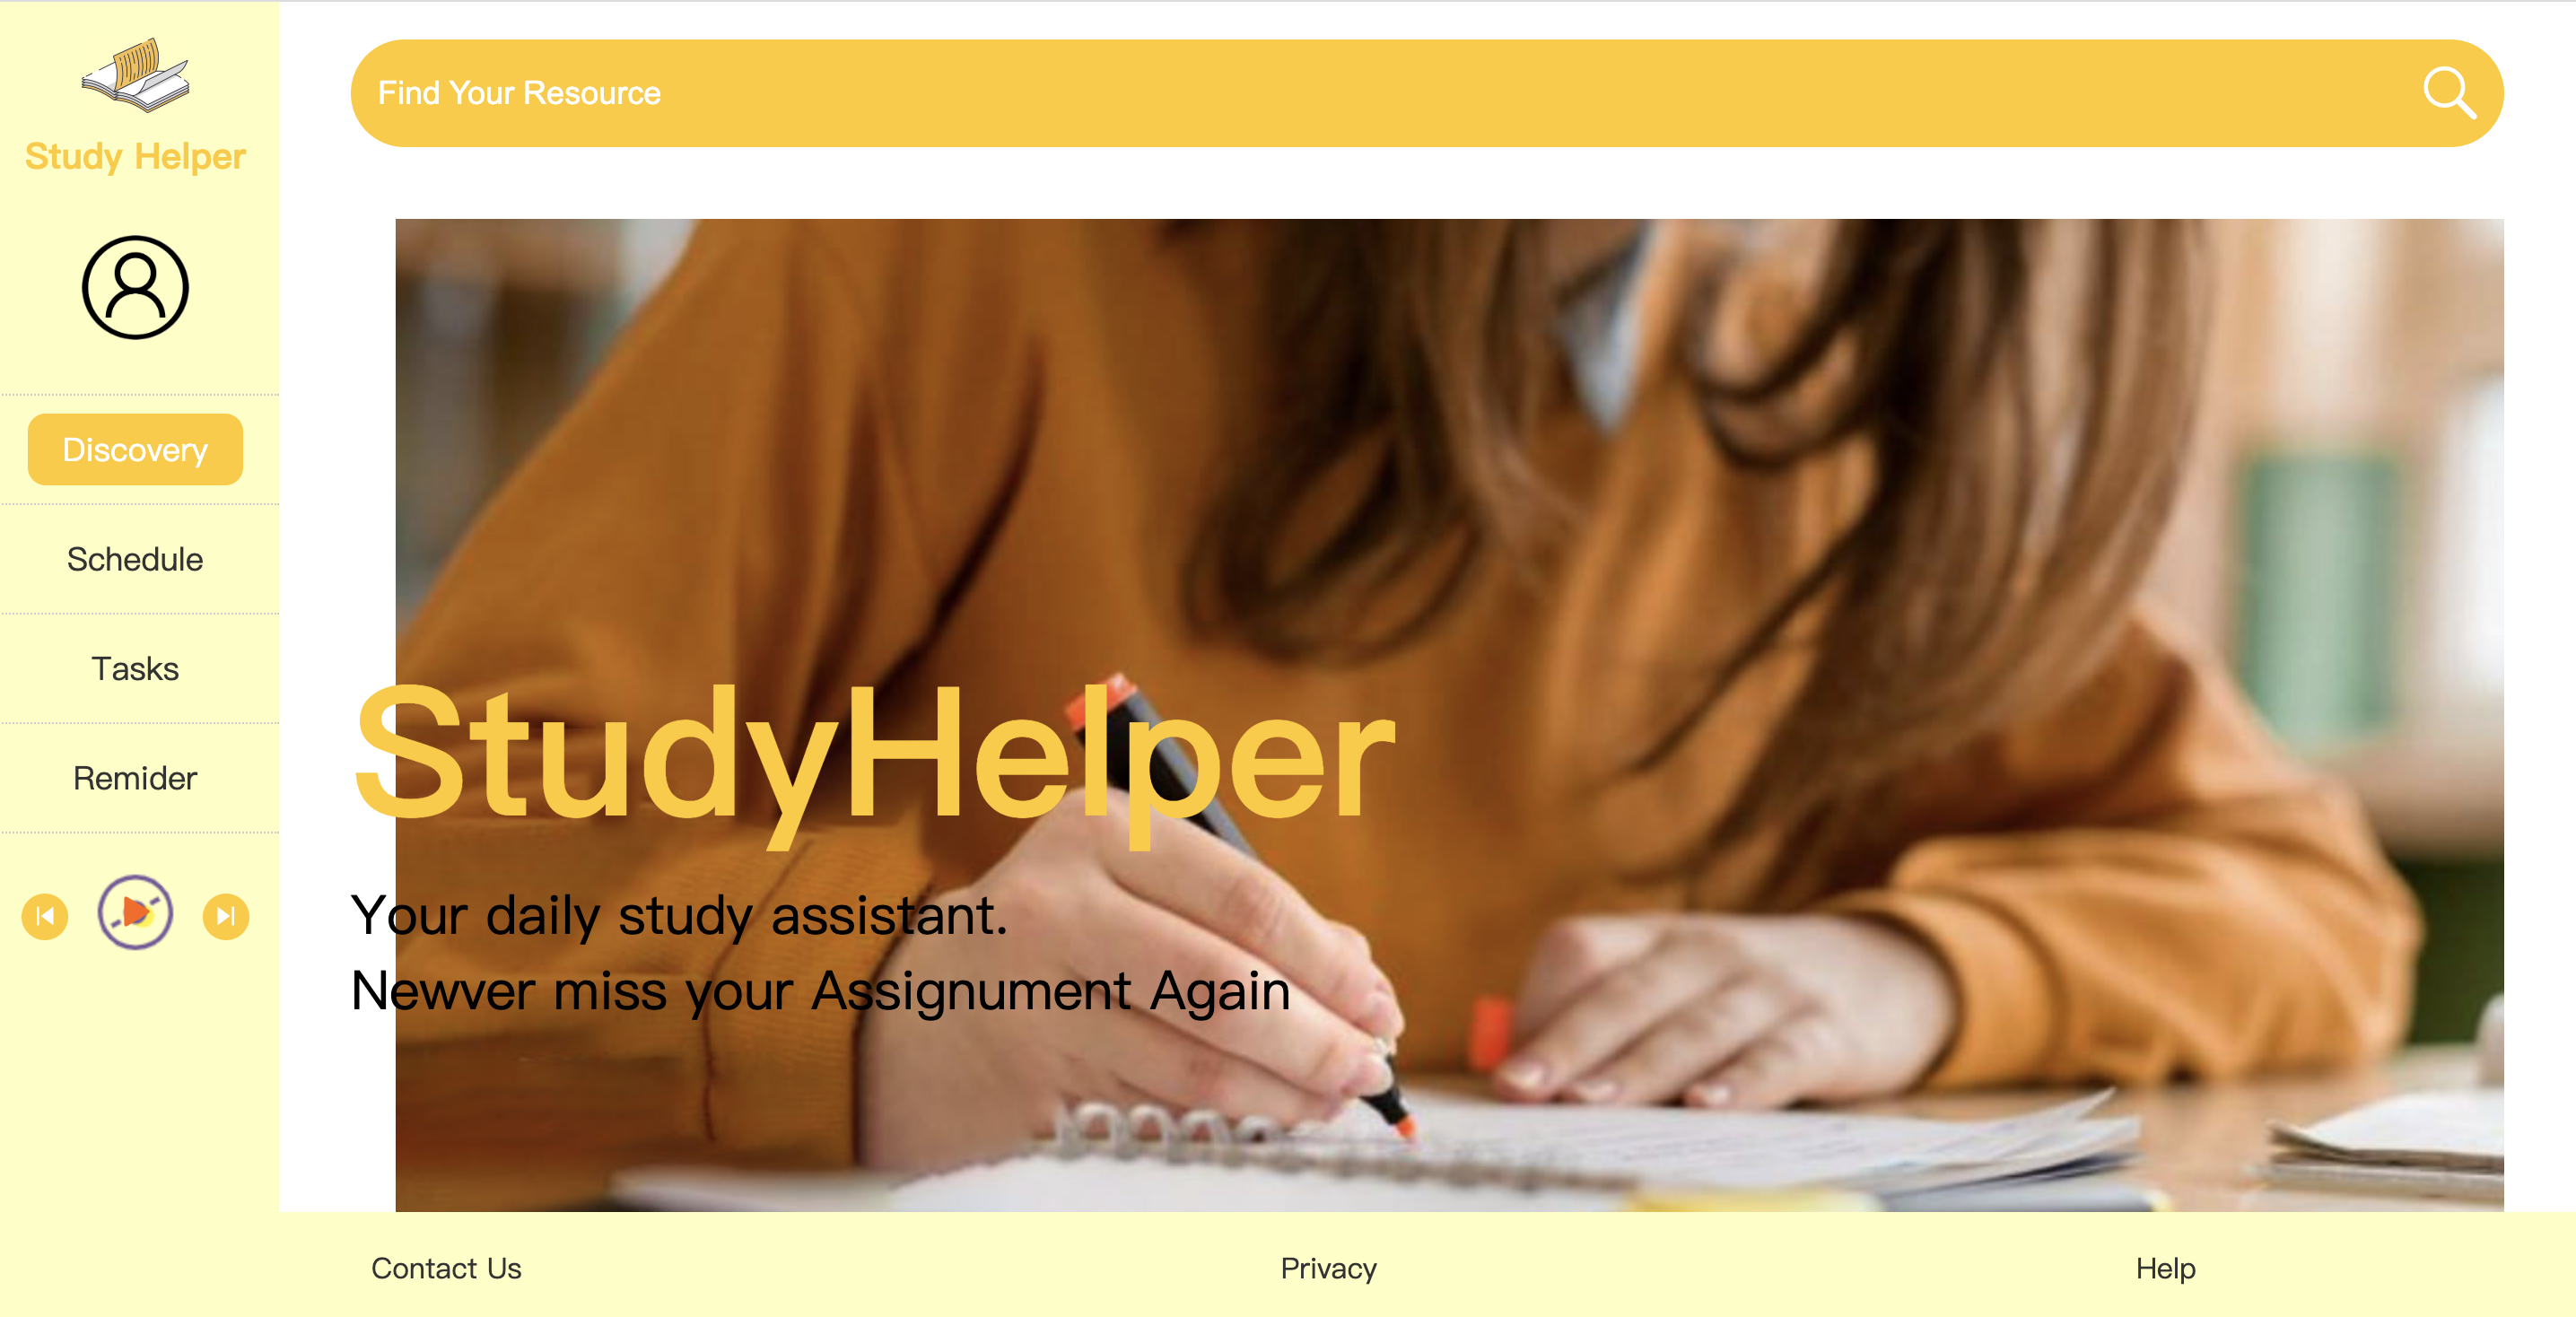 Study Helper
Discovery
Schedule
Tasks
Remider
Find Your Resource
StudyHelper
Your daily study assistant.
Newver miss your Assignument Again
Contact Us
Privacy
Help